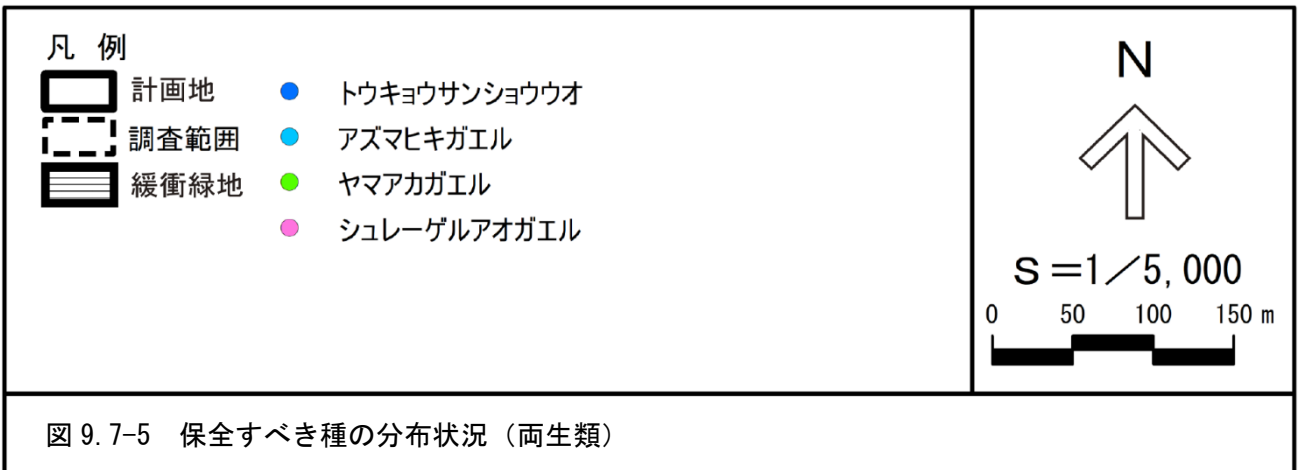 凡 例
計画地
調査範囲
緩衝緑地
トウキョウサンショウウオ
アズマヒキガエル
ヤマアカガエル
シュレーゲルアオガエル
N
S＝1／5,000
0 50 100 150 m
図 9.7-5 保全すべき種の分布状況（両生類）